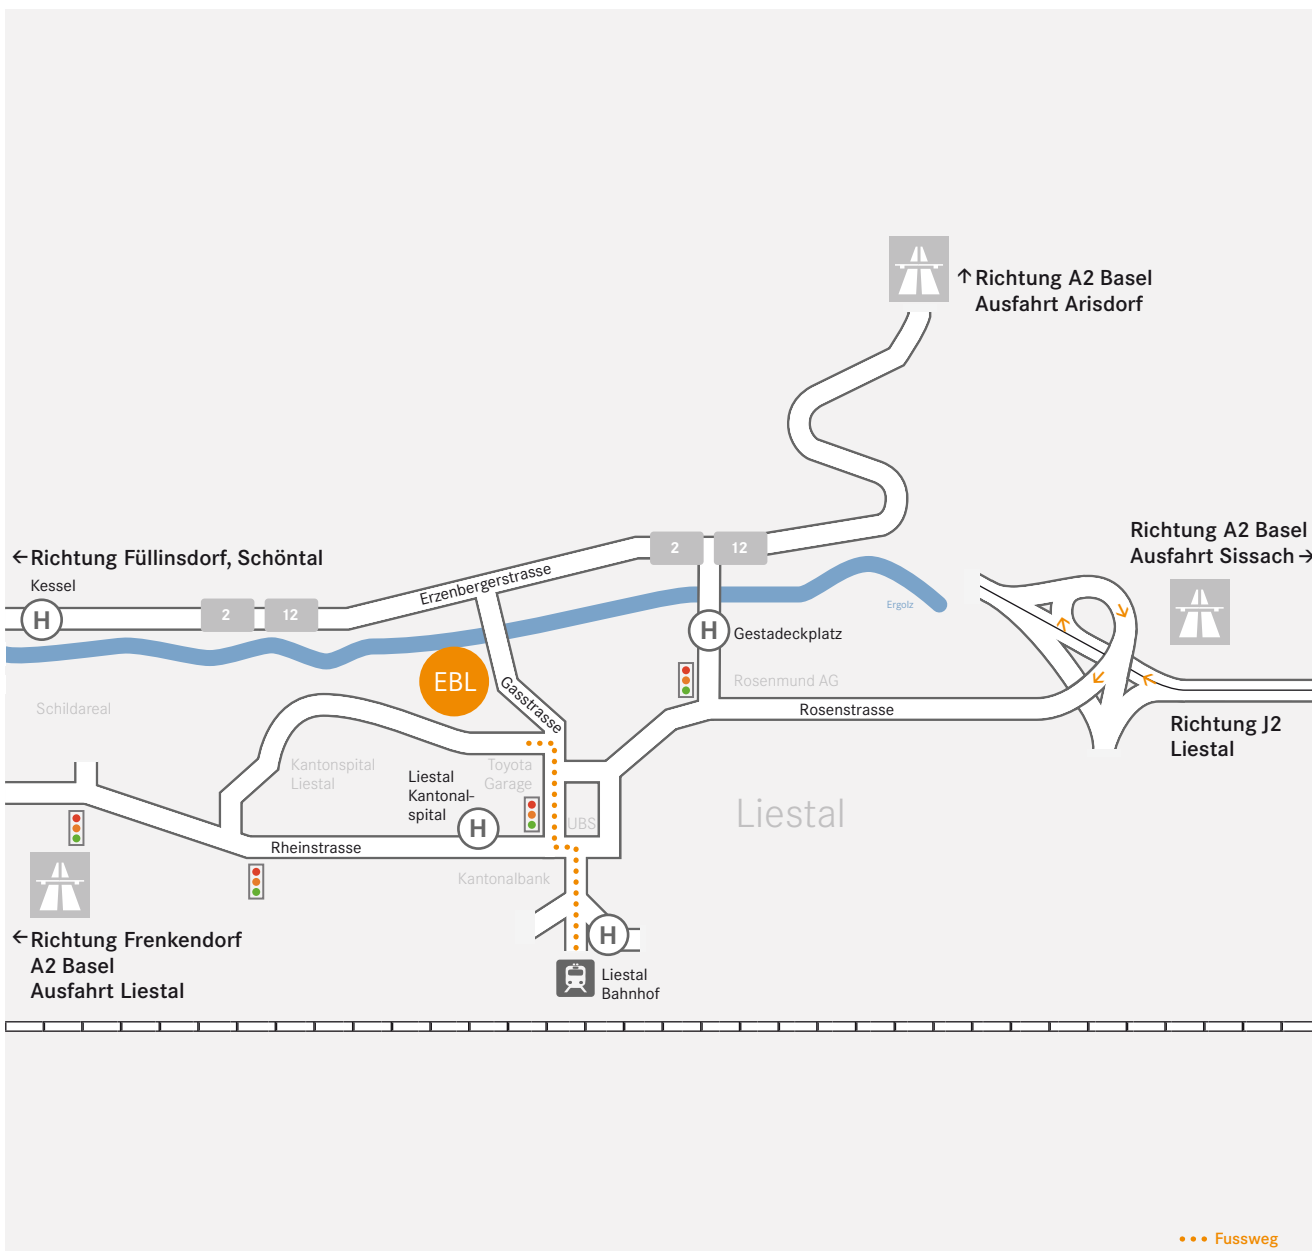 ↑ Richtung A2 Basel
Ausfahrt Arisdorf
Richtung A2 Basel
Ausfahrt Sissach →
← Richtung Füllinsdorf, Schöntal
Kessel
H
2
12
Erzenbergerstrasse
2
12
Ergolz
H
Gestadeckplatz
EBL
Gasstrasse
Rosenmund AG
Rosenstrasse
Schildareal
Richtung J2
Liestal
Kantonspital
Liestal
Toyota
Garage
Liestal
Kantonal-
spital
H
UBS
Liestal
Rheinstrasse
Kantonalbank
H
← Richtung Frenkendorf
A2 Basel
Ausfahrt Liestal
Liestal
Bahnhof
Fussweg